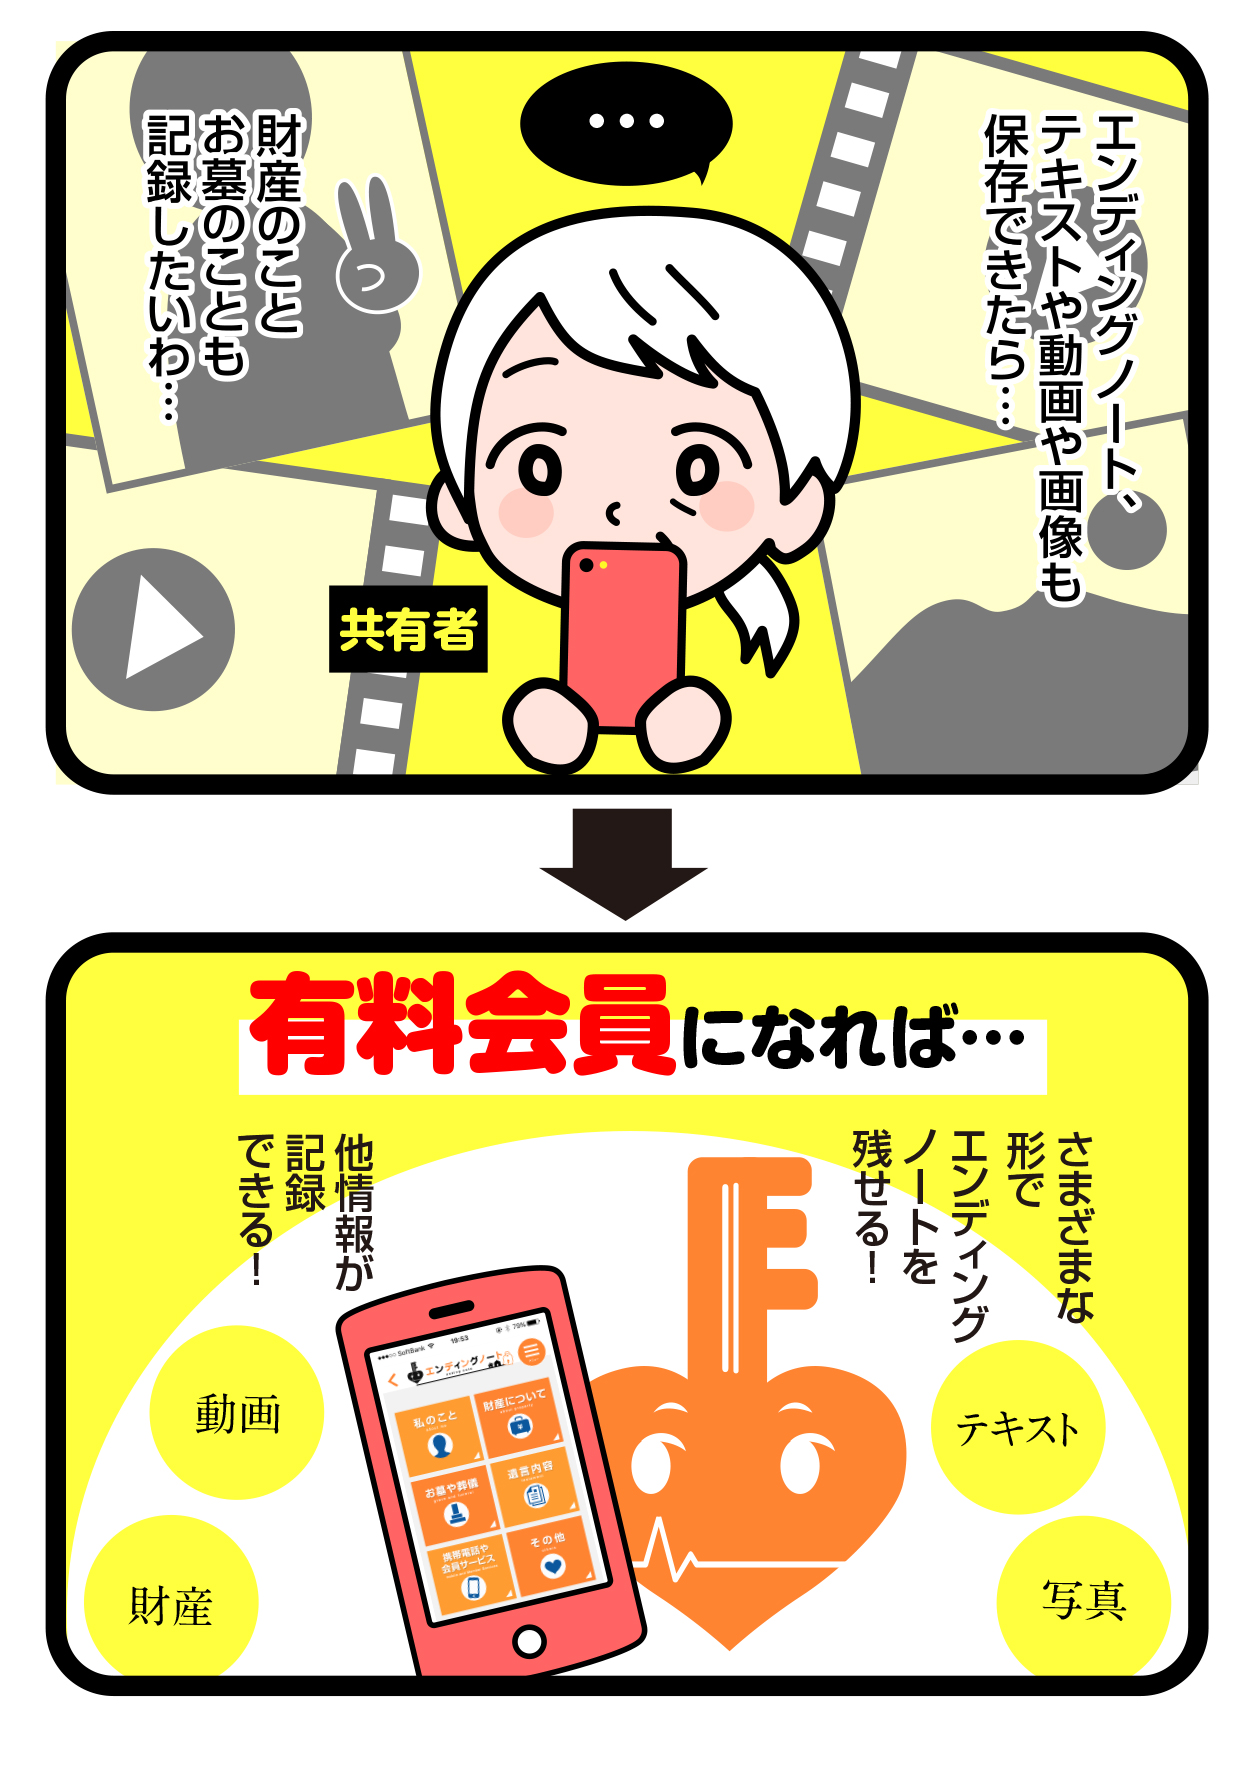 エンディングノート、
テキストや動画や画像も
保存できたら…
財産のこと
お墓のことも
記録したいわ…
共有者
有料会員になれば…
さまざまな
形で
エンディング
ノートを
残せる！
他情報が
記録
できる！
動画
財産
テキスト
写真
SoftBank 19:53 79%
エンディングノート
私のこと
財産について
お墓や葬儀
遺言内容
携帯電話や
会員サービス
その他